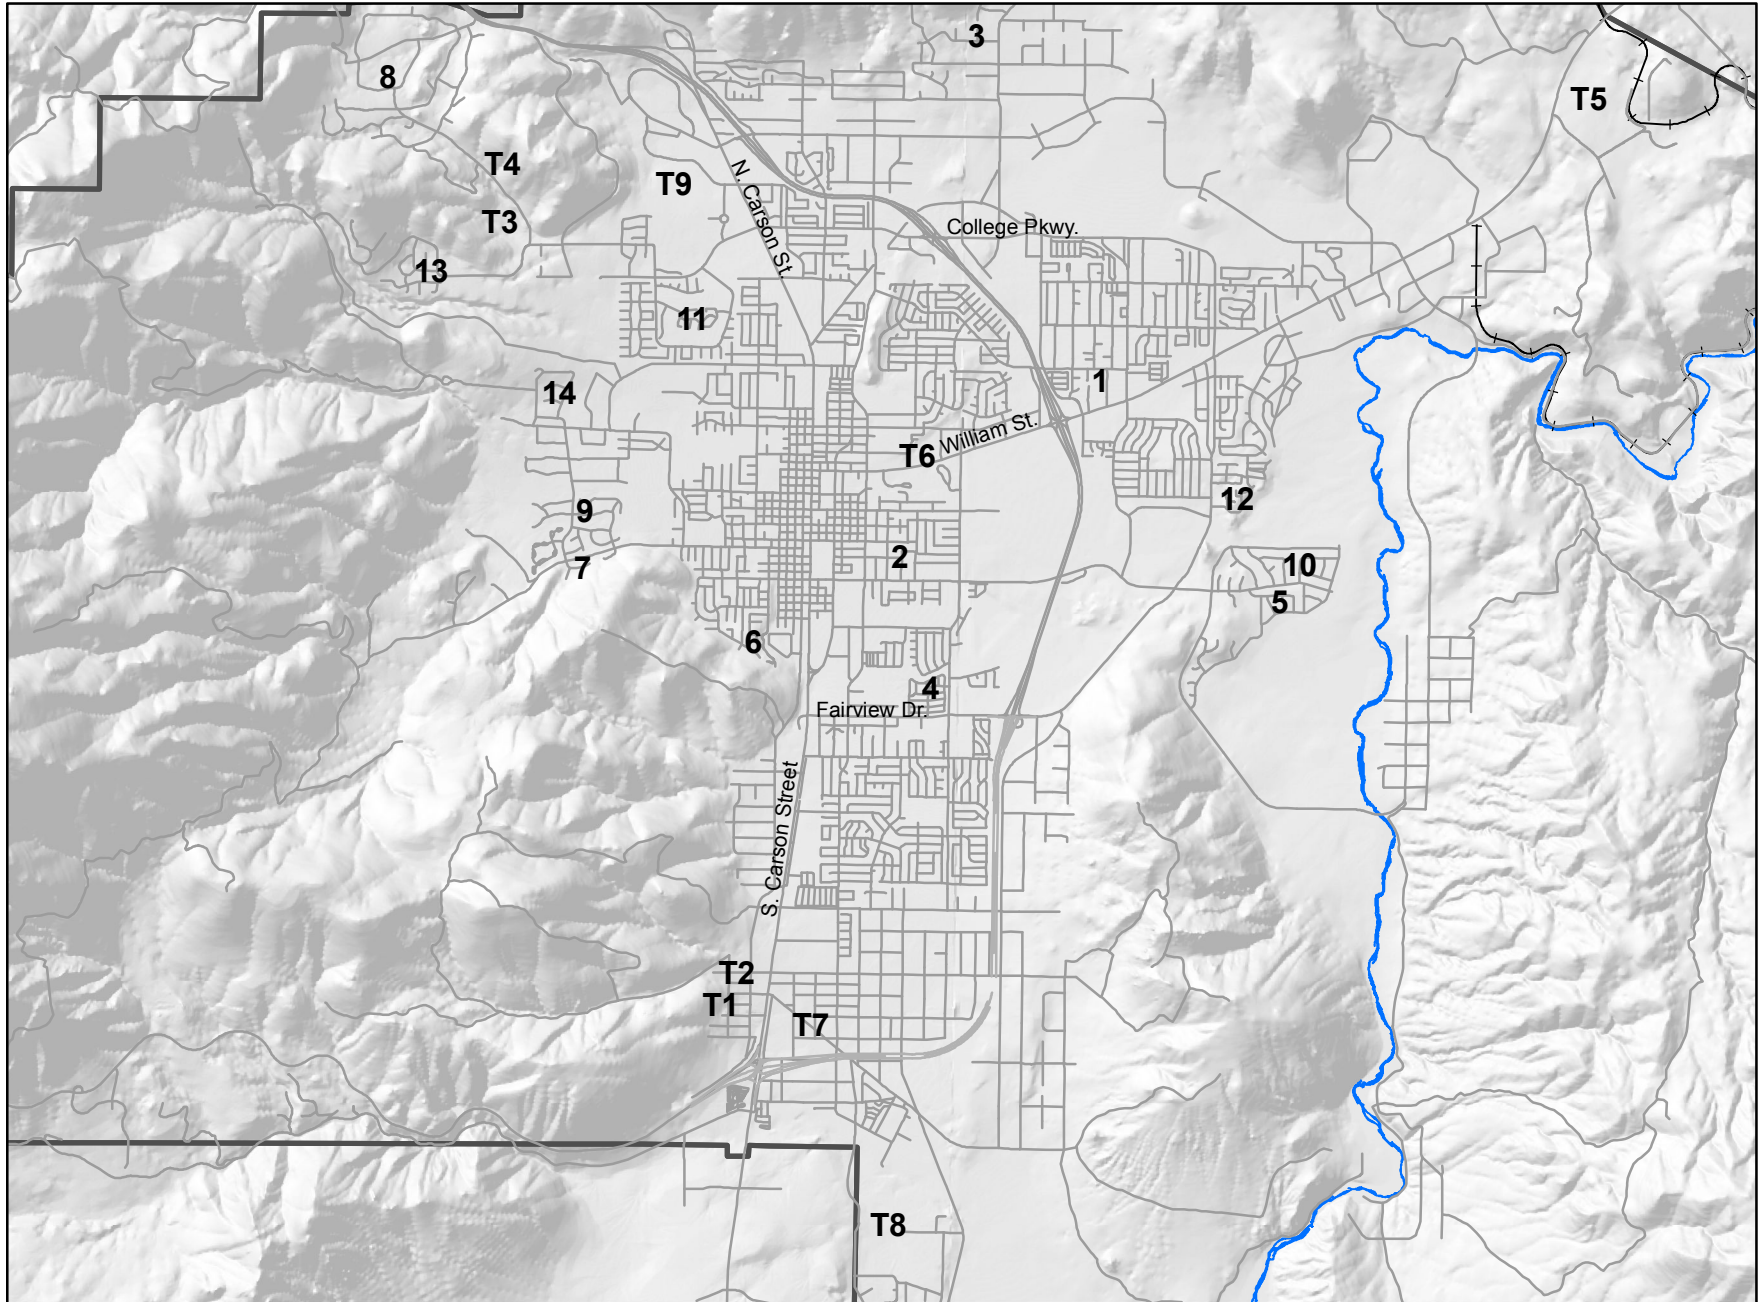 3
8
T5
T4
T9
N. Carson St.
T3
College Pkwy.
13
11
1
14
William St.
T6
12
9
2
7
10
5
6
4
Fairview Dr.
S. Carson Street
T2
T1
T7
T8